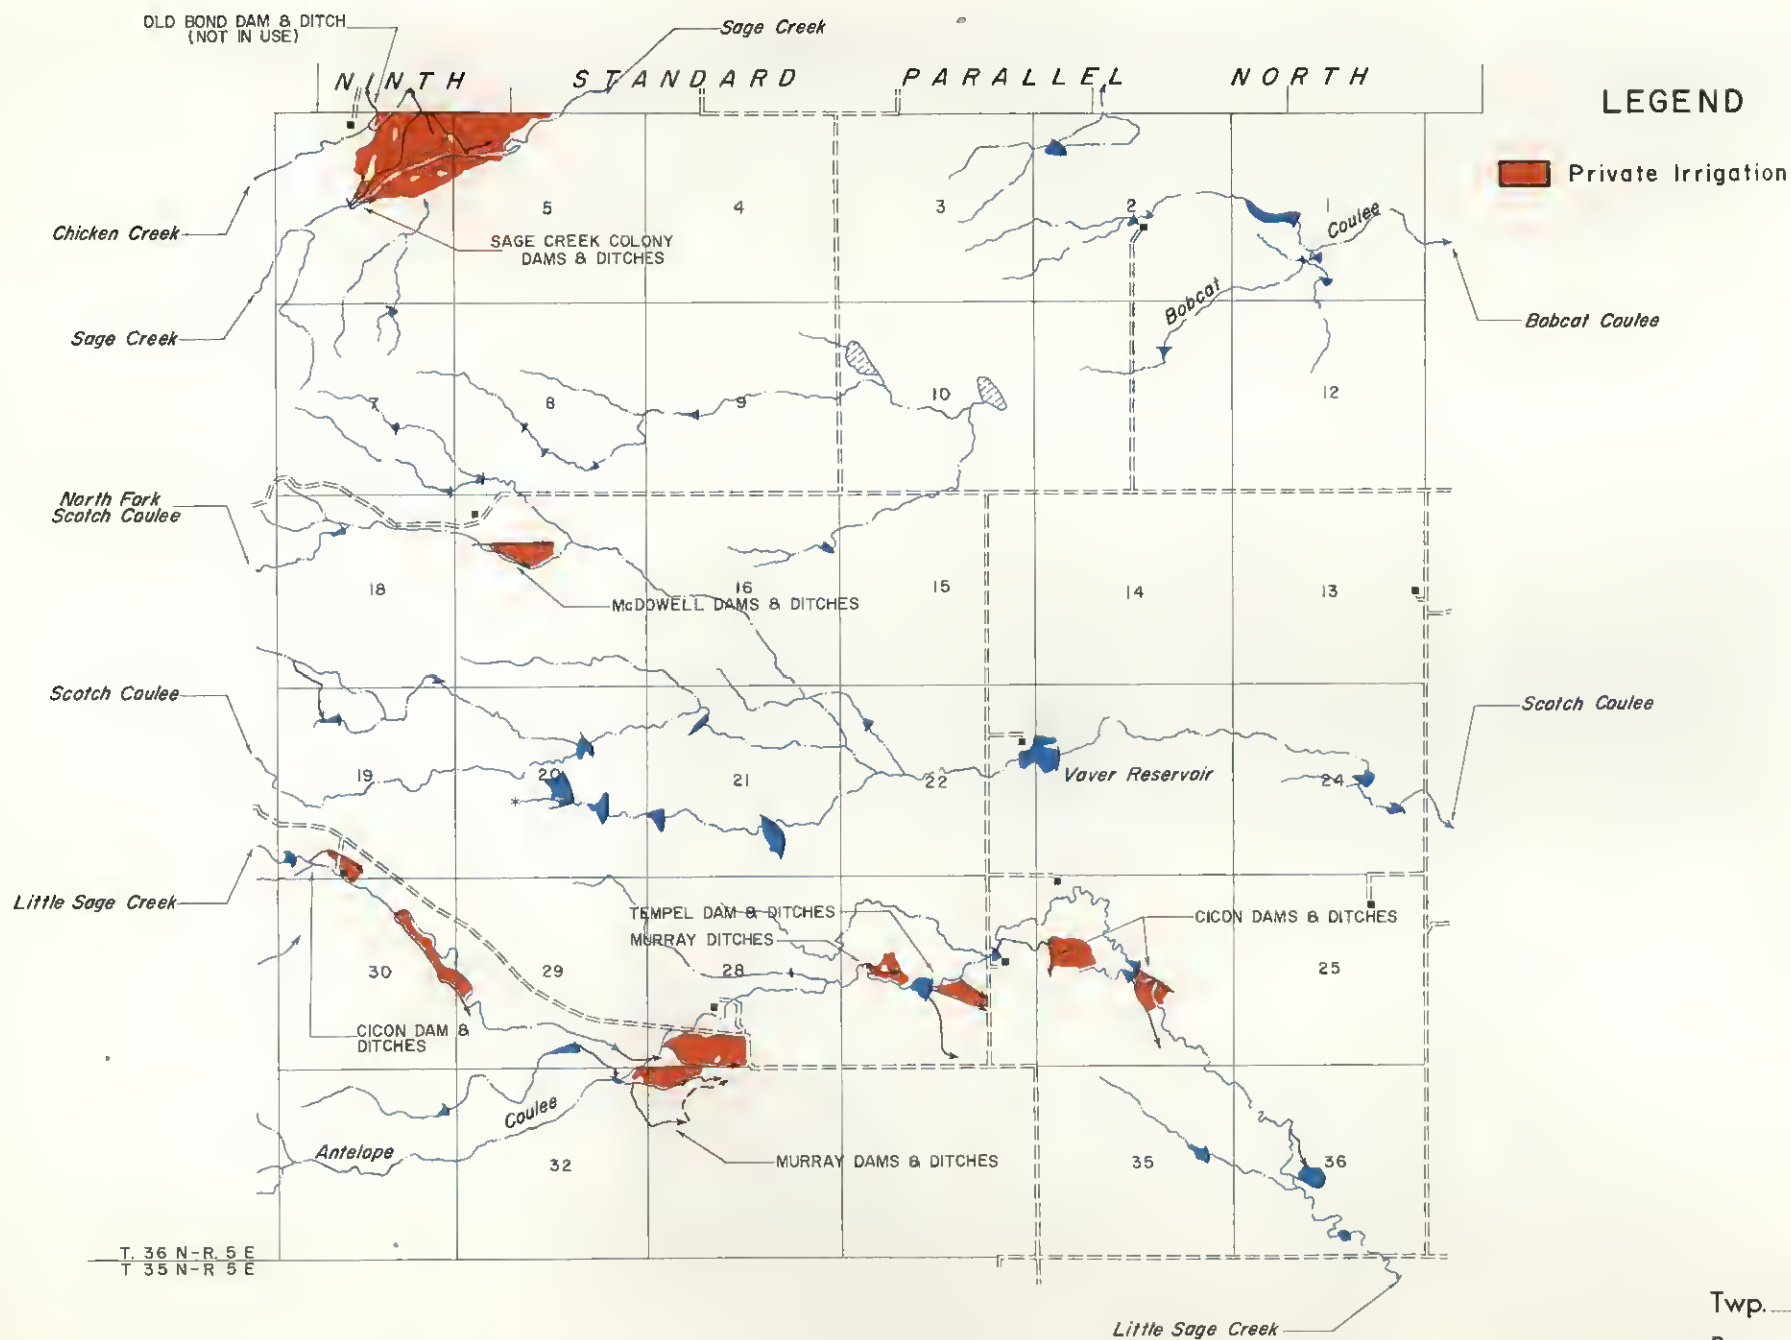 OLD BOND DAM & DITCH
(NOT IN USE)
Sage Creek
NINTH STANDARD PARALLEL NORTH
LEGEND
Private Irrigation
5
4
3
2
1
Coulee
Chicken Creek
SAGE CREEK COLONY
DAMS & DITCHES
Bobcat
Sage Creek
Bobcat Coulee
7
8
9
10
12
North Fork
Scotch Coulee
18
16
15
14
13
McDOWELL DAMS & DITCHES
Scotch Coulee
Scotch Coulee
19
20
21
22
Vaver Reservoir
24
Little Sage Creek
TEMPEL DAM & DITCHES
CICON DAMS & DITCHES
MURRAY DITCHES
30
29
28
25
CICON DAM &
DITCHES
Coulee
Antelope
32
MURRAY DAMS & DITCHES
35
36
T. 36 N-R. 5 E
T 35 N-R 5 E
Little Sage Creek
Twp.